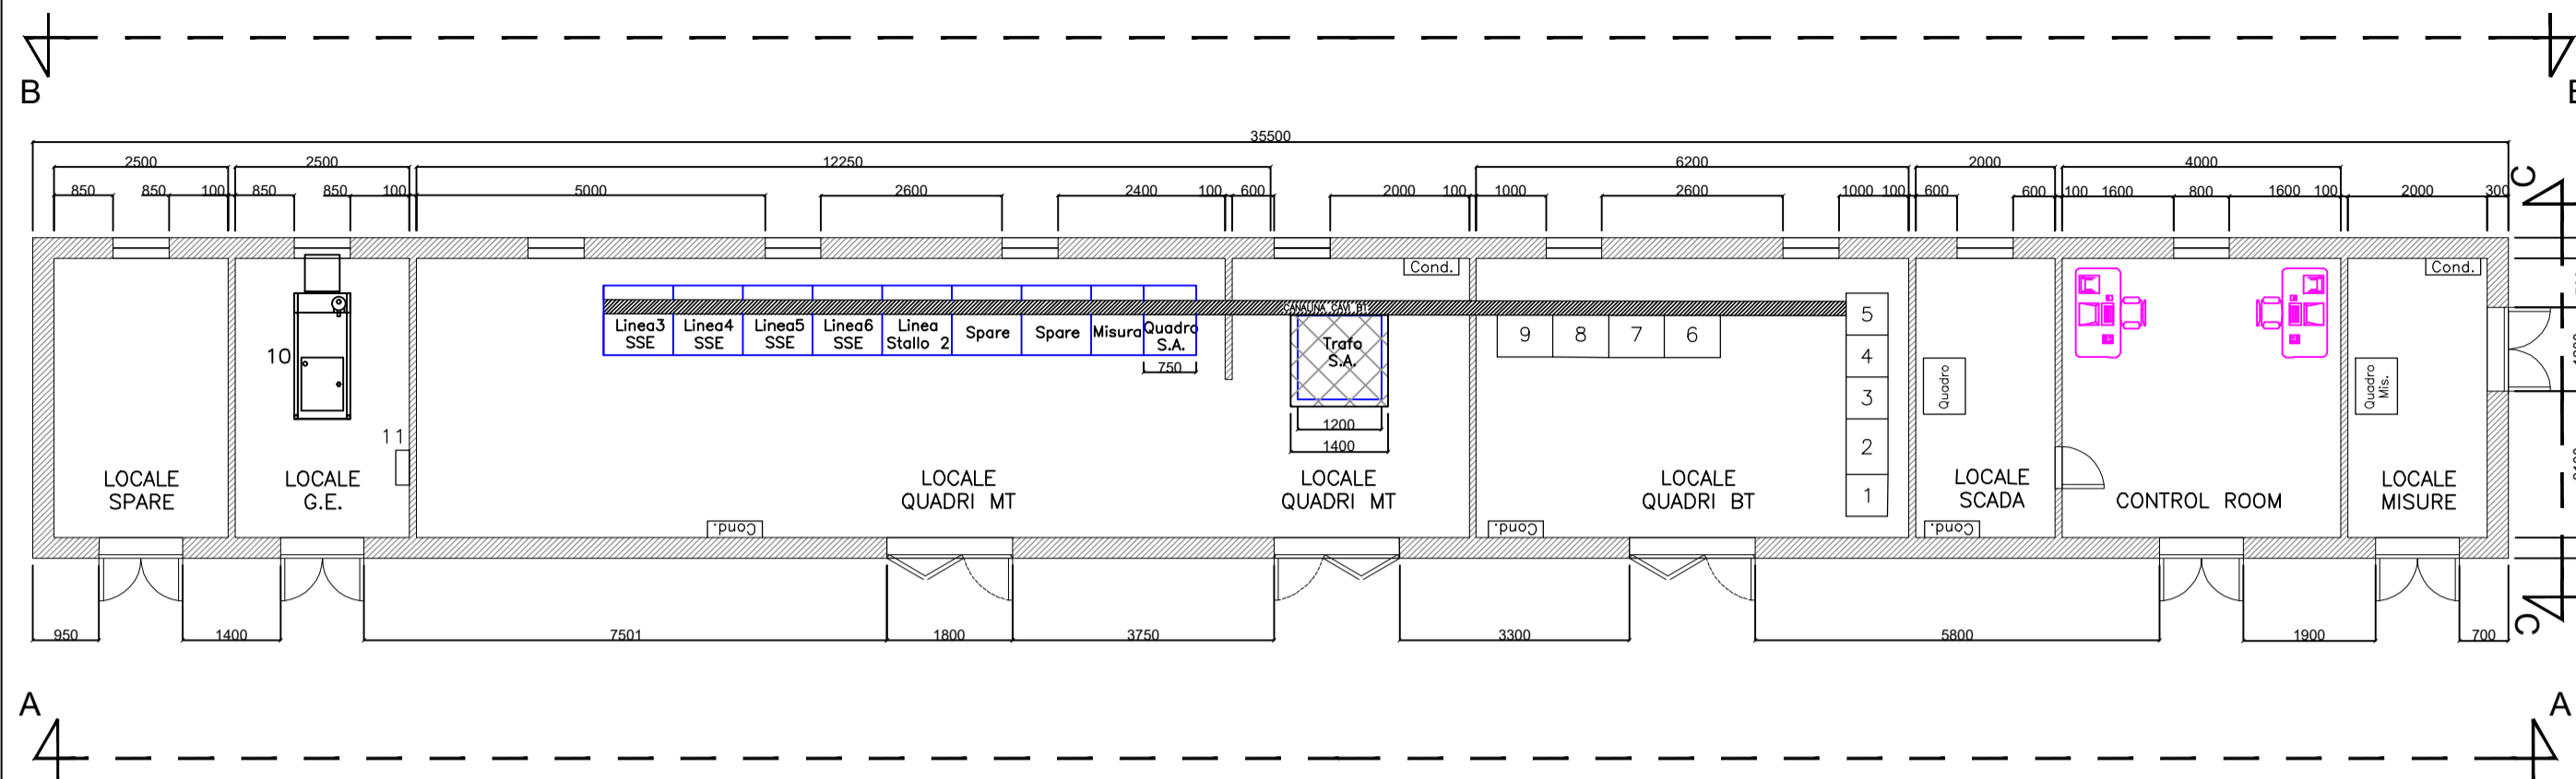 B
35500
2500 2500 12250 6200 2000 4000
850 850 100 850 850 100 5000 2600 2400 100 600 2000 100 1000 2600 1000 100 600 600 100 1600 800 1600 100 2000 300
C
Cond.
Cond.
CANALINA CAVI BT
Linea3
SSE
Linea4
SSE
Linea5
SSE
Linea6
SSE
Linea
Stallo 2
Spare
Spare
Misura
Quadro
S.A.
750
Trafo
S.A.
1200
1400
9 8 7 6
5
4
3
2
1
10
11
Quadro
Quadro
Mis.
LOCALE
SPARE
LOCALE
G.E.
LOCALE
QUADRI MT
LOCALE
QUADRI MT
LOCALE
QUADRI BT
LOCALE
SCADA
CONTROL ROOM
LOCALE
MISURE
Cond.
Cond.
Cond.
950 1400 7501 1800 3750 3300 5800 1900 700
C
A
A